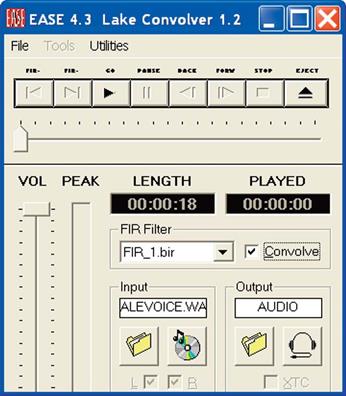 EASE EASE 4.3 Lake Convolver 1.2
File Tools Utilities
FIR- FIR- GO PAUSE BACK FORW STOP EJECT
VOL PEAK LENGTH PLAYED
00:00:18 00:00:00
FIR Filter
FIR_1.bir Convolve
Input Output
ALEVOICE.WA AUDIO
L R XTC